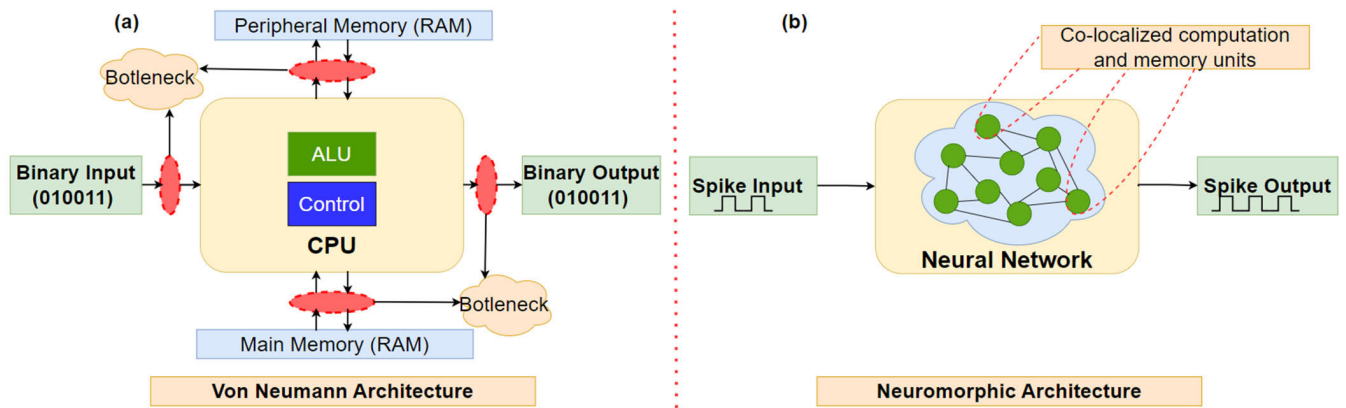 (a)
Peripheral Memory (RAM)
Botleneck
Binary Input
(010011)
ALU
Control
CPU
Binary Output
(010011)
Botleneck
Main Memory (RAM)
Von Neumann Architecture
(b)
Co-localized computation
and memory units
Spike Input
Neural Network
Spike Output
Neuromorphic Architecture